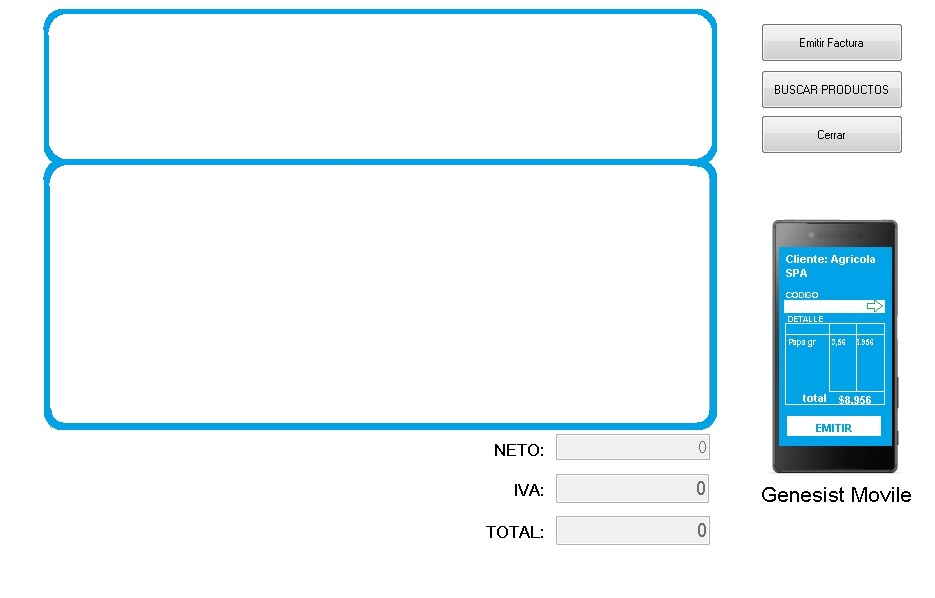 Emitir Factura
BUSCAR PRODUCTOS
Cerrar
Cliente: Agricola
SPA
CODIGO
DETALLE
Papa gr 3,56 8.956
total $8.956
EMITIR
Genesist Movile
NETO: 0
IVA: 0
TOTAL: 0